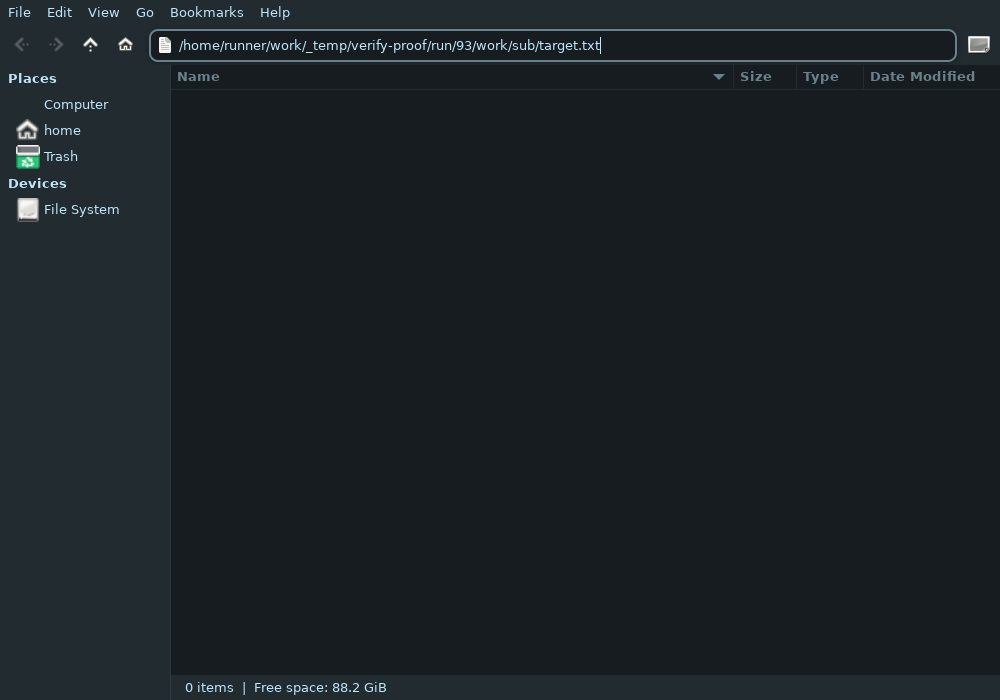 File Edit View Go Bookmarks Help
/home/runner/work/_temp/verify-proof/run/93/work/sub/target.txt
Places
Name Size Type Date Modified
Computer
home
Trash
Devices
File System
0 items | Free space: 88.2 GiB